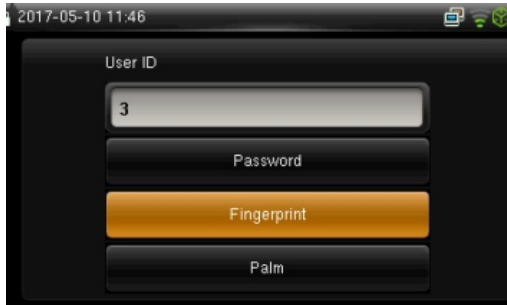 2017-05-10 11:46
User ID
3
Password
Fingerprint
Palm